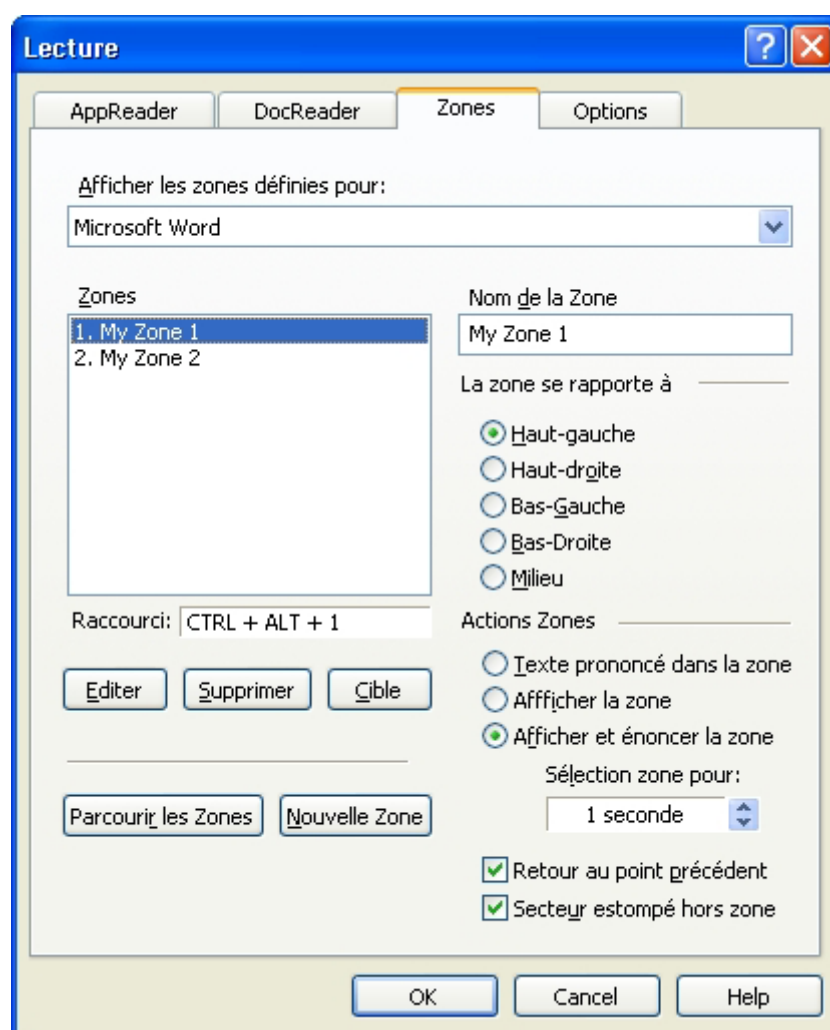 Lecture
AppReader DocReader Zones Options
Afficher les zones définies pour:
Microsoft Word
Zones
1. My Zone 1
2. My Zone 2
Raccourci: CTRL + ALT + 1
Editer Supprimer Cible
Parcourir les Zones Nouvelle Zone
Nom de la Zone
My Zone 1
La zone se rapporte à
Haut-gauche
Haut-droite
Bas-Gauche
Bas-Droite
Milieu
Actions Zones
Texte prononcé dans la zone
Affficher la zone
Afficher et énoncer la zone
Sélection zone pour:
1 seconde
Retour au point précédent
Secteur estompé hors zone
OK Cancel Help